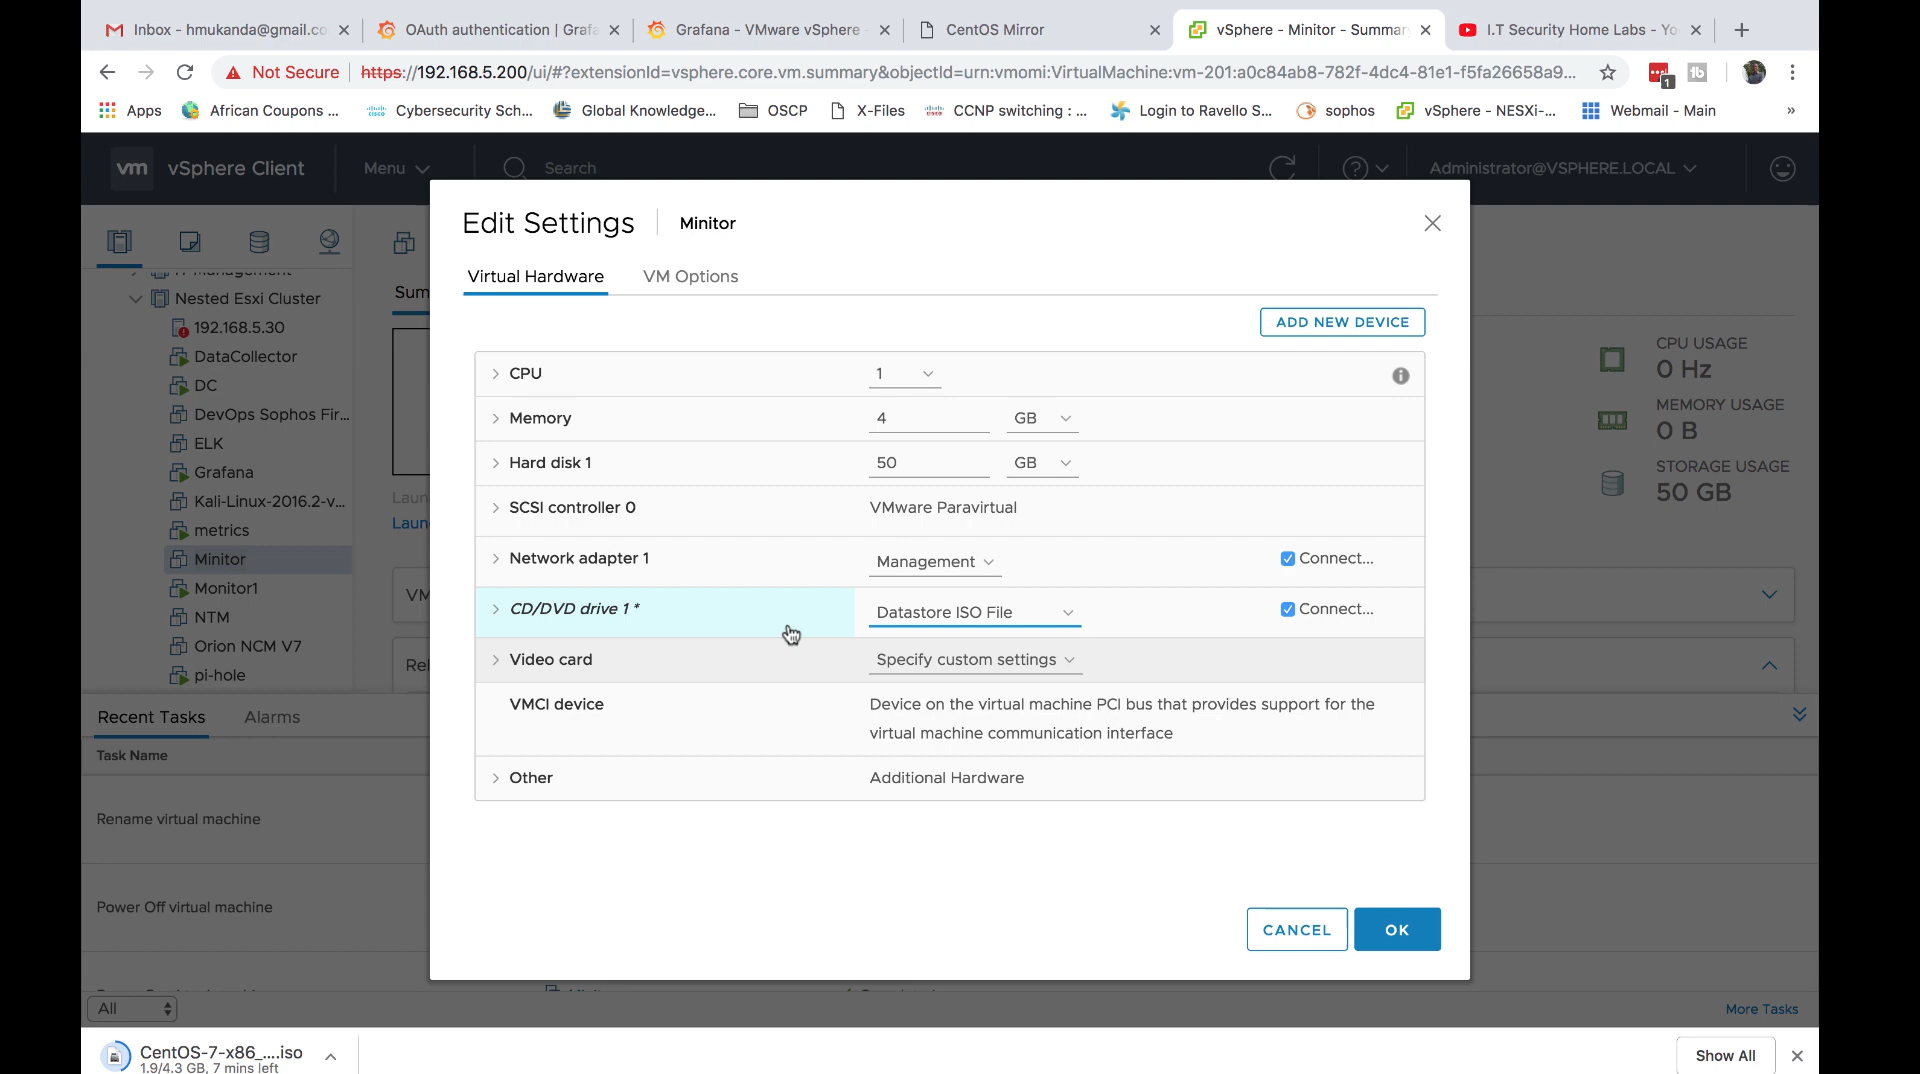 Inbox - hmukanda@gmail.co
OAuth authentication | Grafa
Grafana - VMware vSphere
CentOS Mirror
vSphere - Minitor - Summar
I.T Security Home Labs - Yo
Not Secure | https://192.168.5.200/ui/#?extensionId=vsphere.core.vm.summary&objectId=urn:vmomi:VirtualMachine:vm-201:a0c84ab8-782f-4dc4-81e1-f5fa26658a9...
1
tb
Apps
African Coupons ...
Cybersecurity Sch...
Global Knowledge...
OSCP
X-Files
CCNP switching : ...
Login to Ravello S...
sophos
vSphere - NESXi-...
Webmail - Main
»
vm vSphere Client
Menu
Search
Administrator@VSPHERE.LOCAL
Nested Esxi Cluster
192.168.5.30
DataCollector
DC
DevOps Sophos Fir...
ELK
Grafana
Kali-Linux-2016.2-v...
metrics
Minitor
Monitor1
NTM
Orion NCM V7
pi-hole
Sum
Laun
Laun
VM
Rel
Edit Settings | Minitor
Virtual Hardware
VM Options
ADD NEW DEVICE
CPU 1
Memory 4 GB
Hard disk 1 50 GB
SCSI controller 0 VMware Paravirtual
Network adapter 1 Management Connect...
CD/DVD drive 1 * Datastore ISO File Connect...
Video card Specify custom settings
VMCI device Device on the virtual machine PCI bus that provides support for the
virtual machine communication interface
Other Additional Hardware
CANCEL
OK
CPU USAGE
0 Hz
MEMORY USAGE
0 B
STORAGE USAGE
50 GB
Recent Tasks
Alarms
Task Name
Rename virtual machine
Power Off virtual machine
All
More Tasks
CentOS-7-x86_....iso
1.9/4.3 GB, 7 mins left
Show All